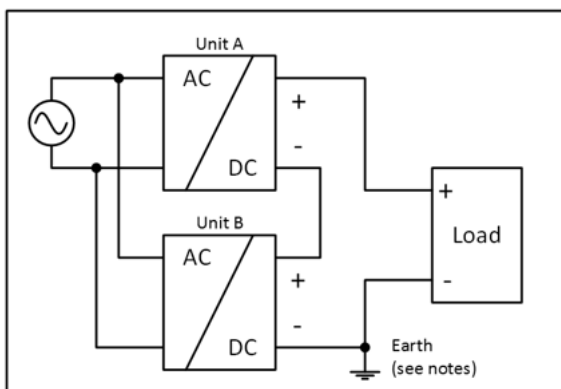 Unit A
AC
+
-
DC
Unit B
AC
+
-
DC
+
Load
-
Earth
(see notes)